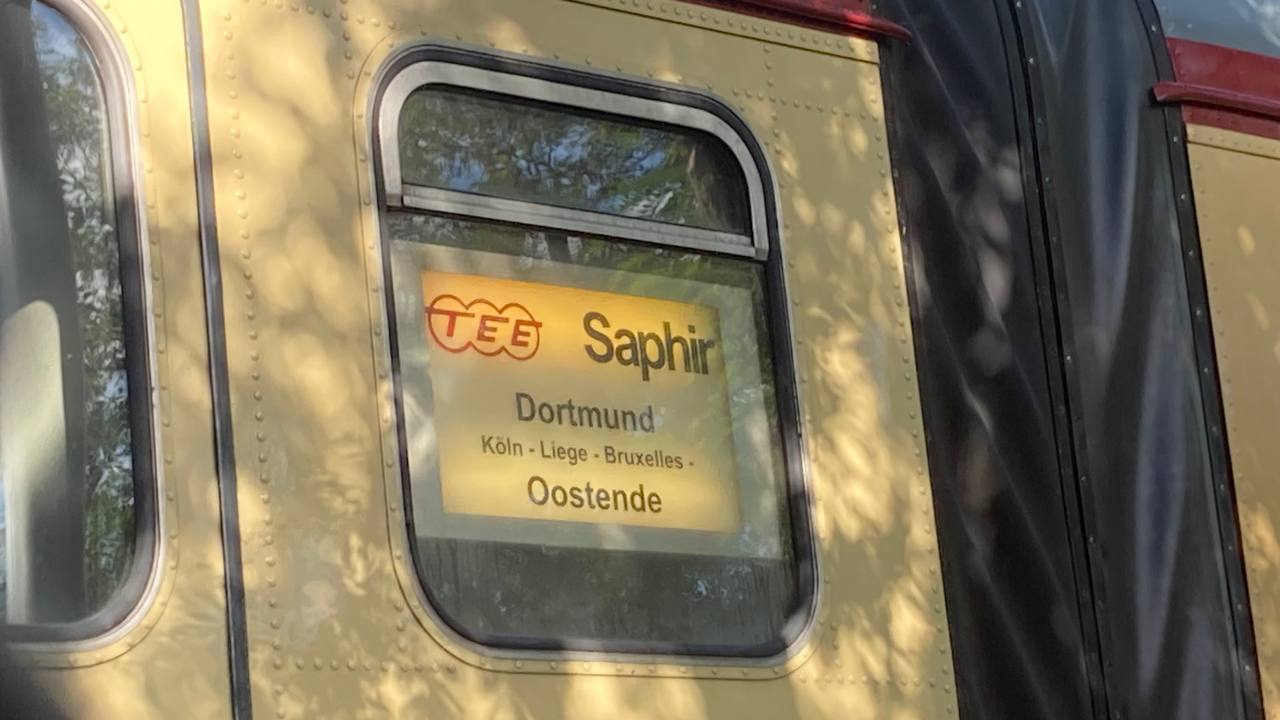 TEE Saphir
Dortmund
Köln - Liege - Bruxelles -
Oostende